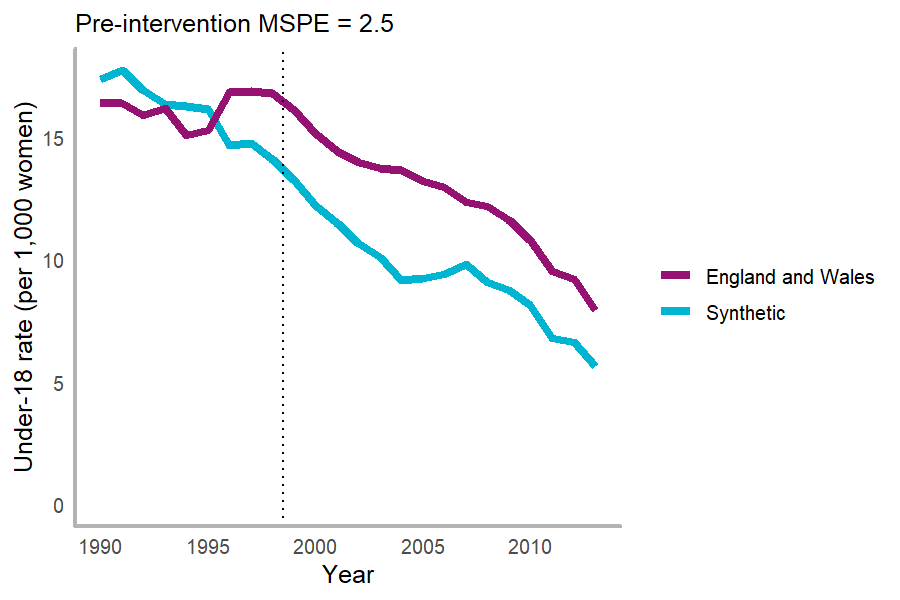 Pre-intervention MSPE = 2.5
Under-18 rate (per 1,000 women)
15
10
5
0
1990 1995 2000 2005 2010
Year
England and Wales
Synthetic